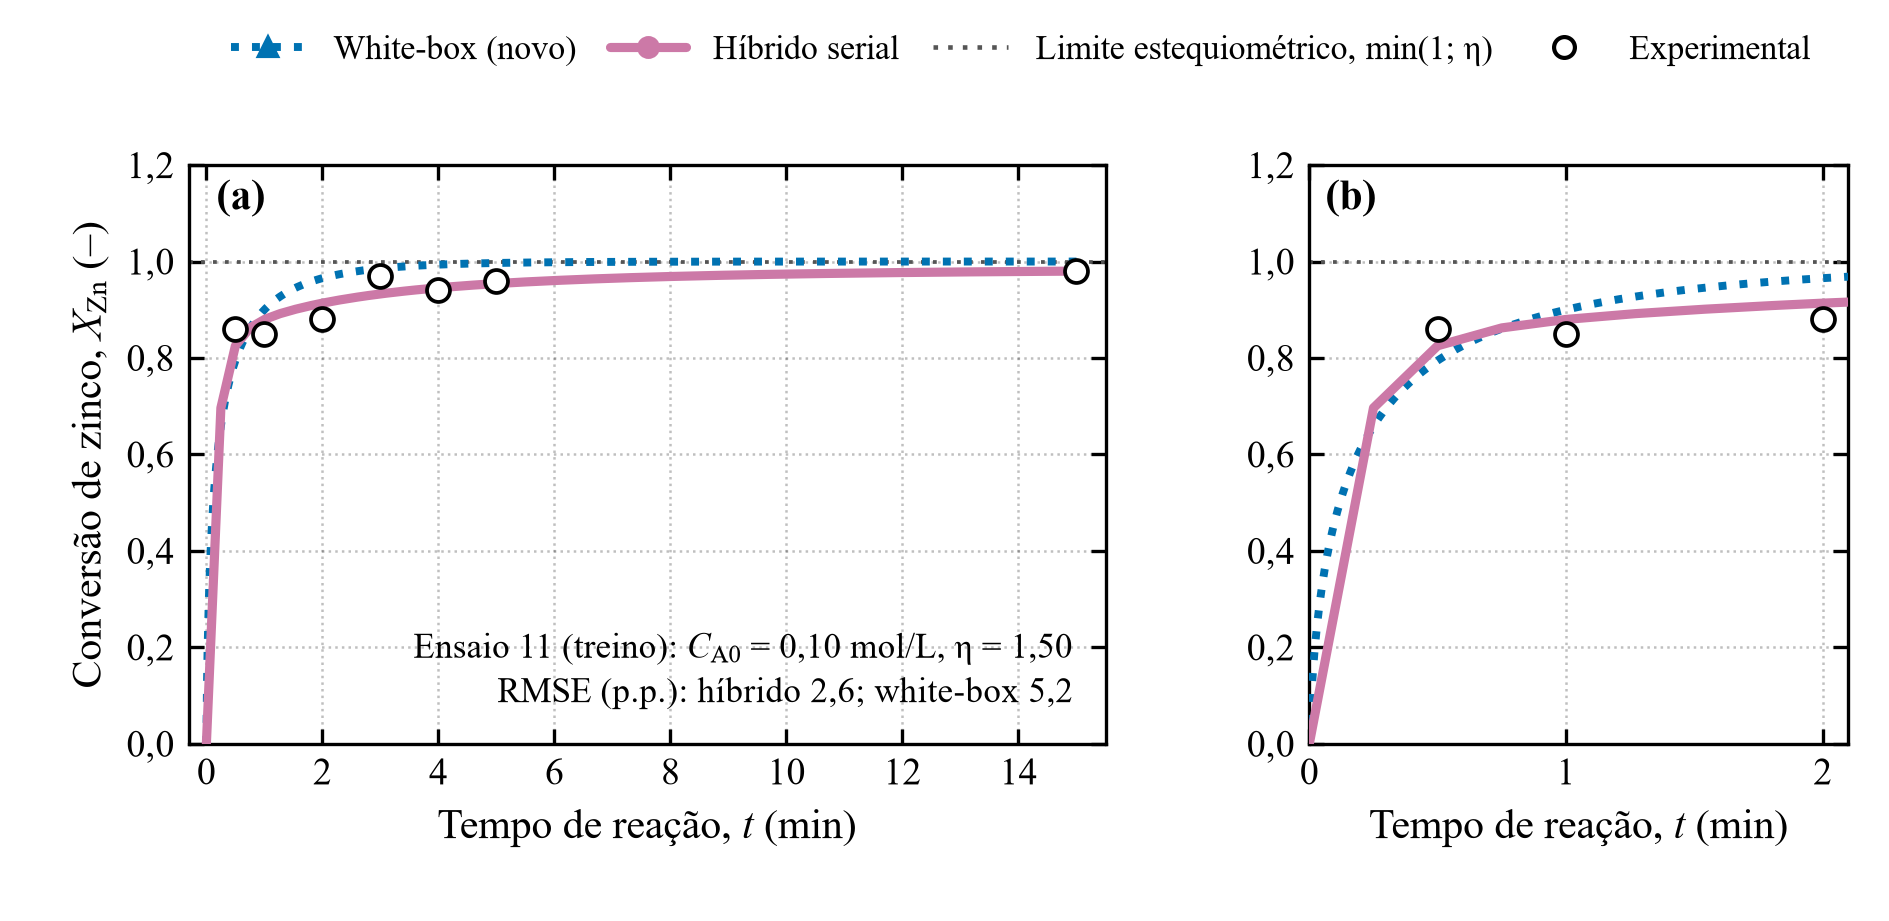 White-box (novo) Híbrido serial Limite estequiométrico, min(1; η) Experimental
(a)
1,2
1,0
0,8
0,6
0,4
0,2
0,0
Conversão de zinco, X_Zn (−)
Ensaio 11 (treino): C_A0 = 0,10 mol/L, η = 1,50
RMSE (p.p.): híbrido 2,6; white-box 5,2
0 2 4 6 8 10 12 14
Tempo de reação, t (min)
(b)
1,2
1,0
0,8
0,6
0,4
0,2
0,0
0 1 2
Tempo de reação, t (min)